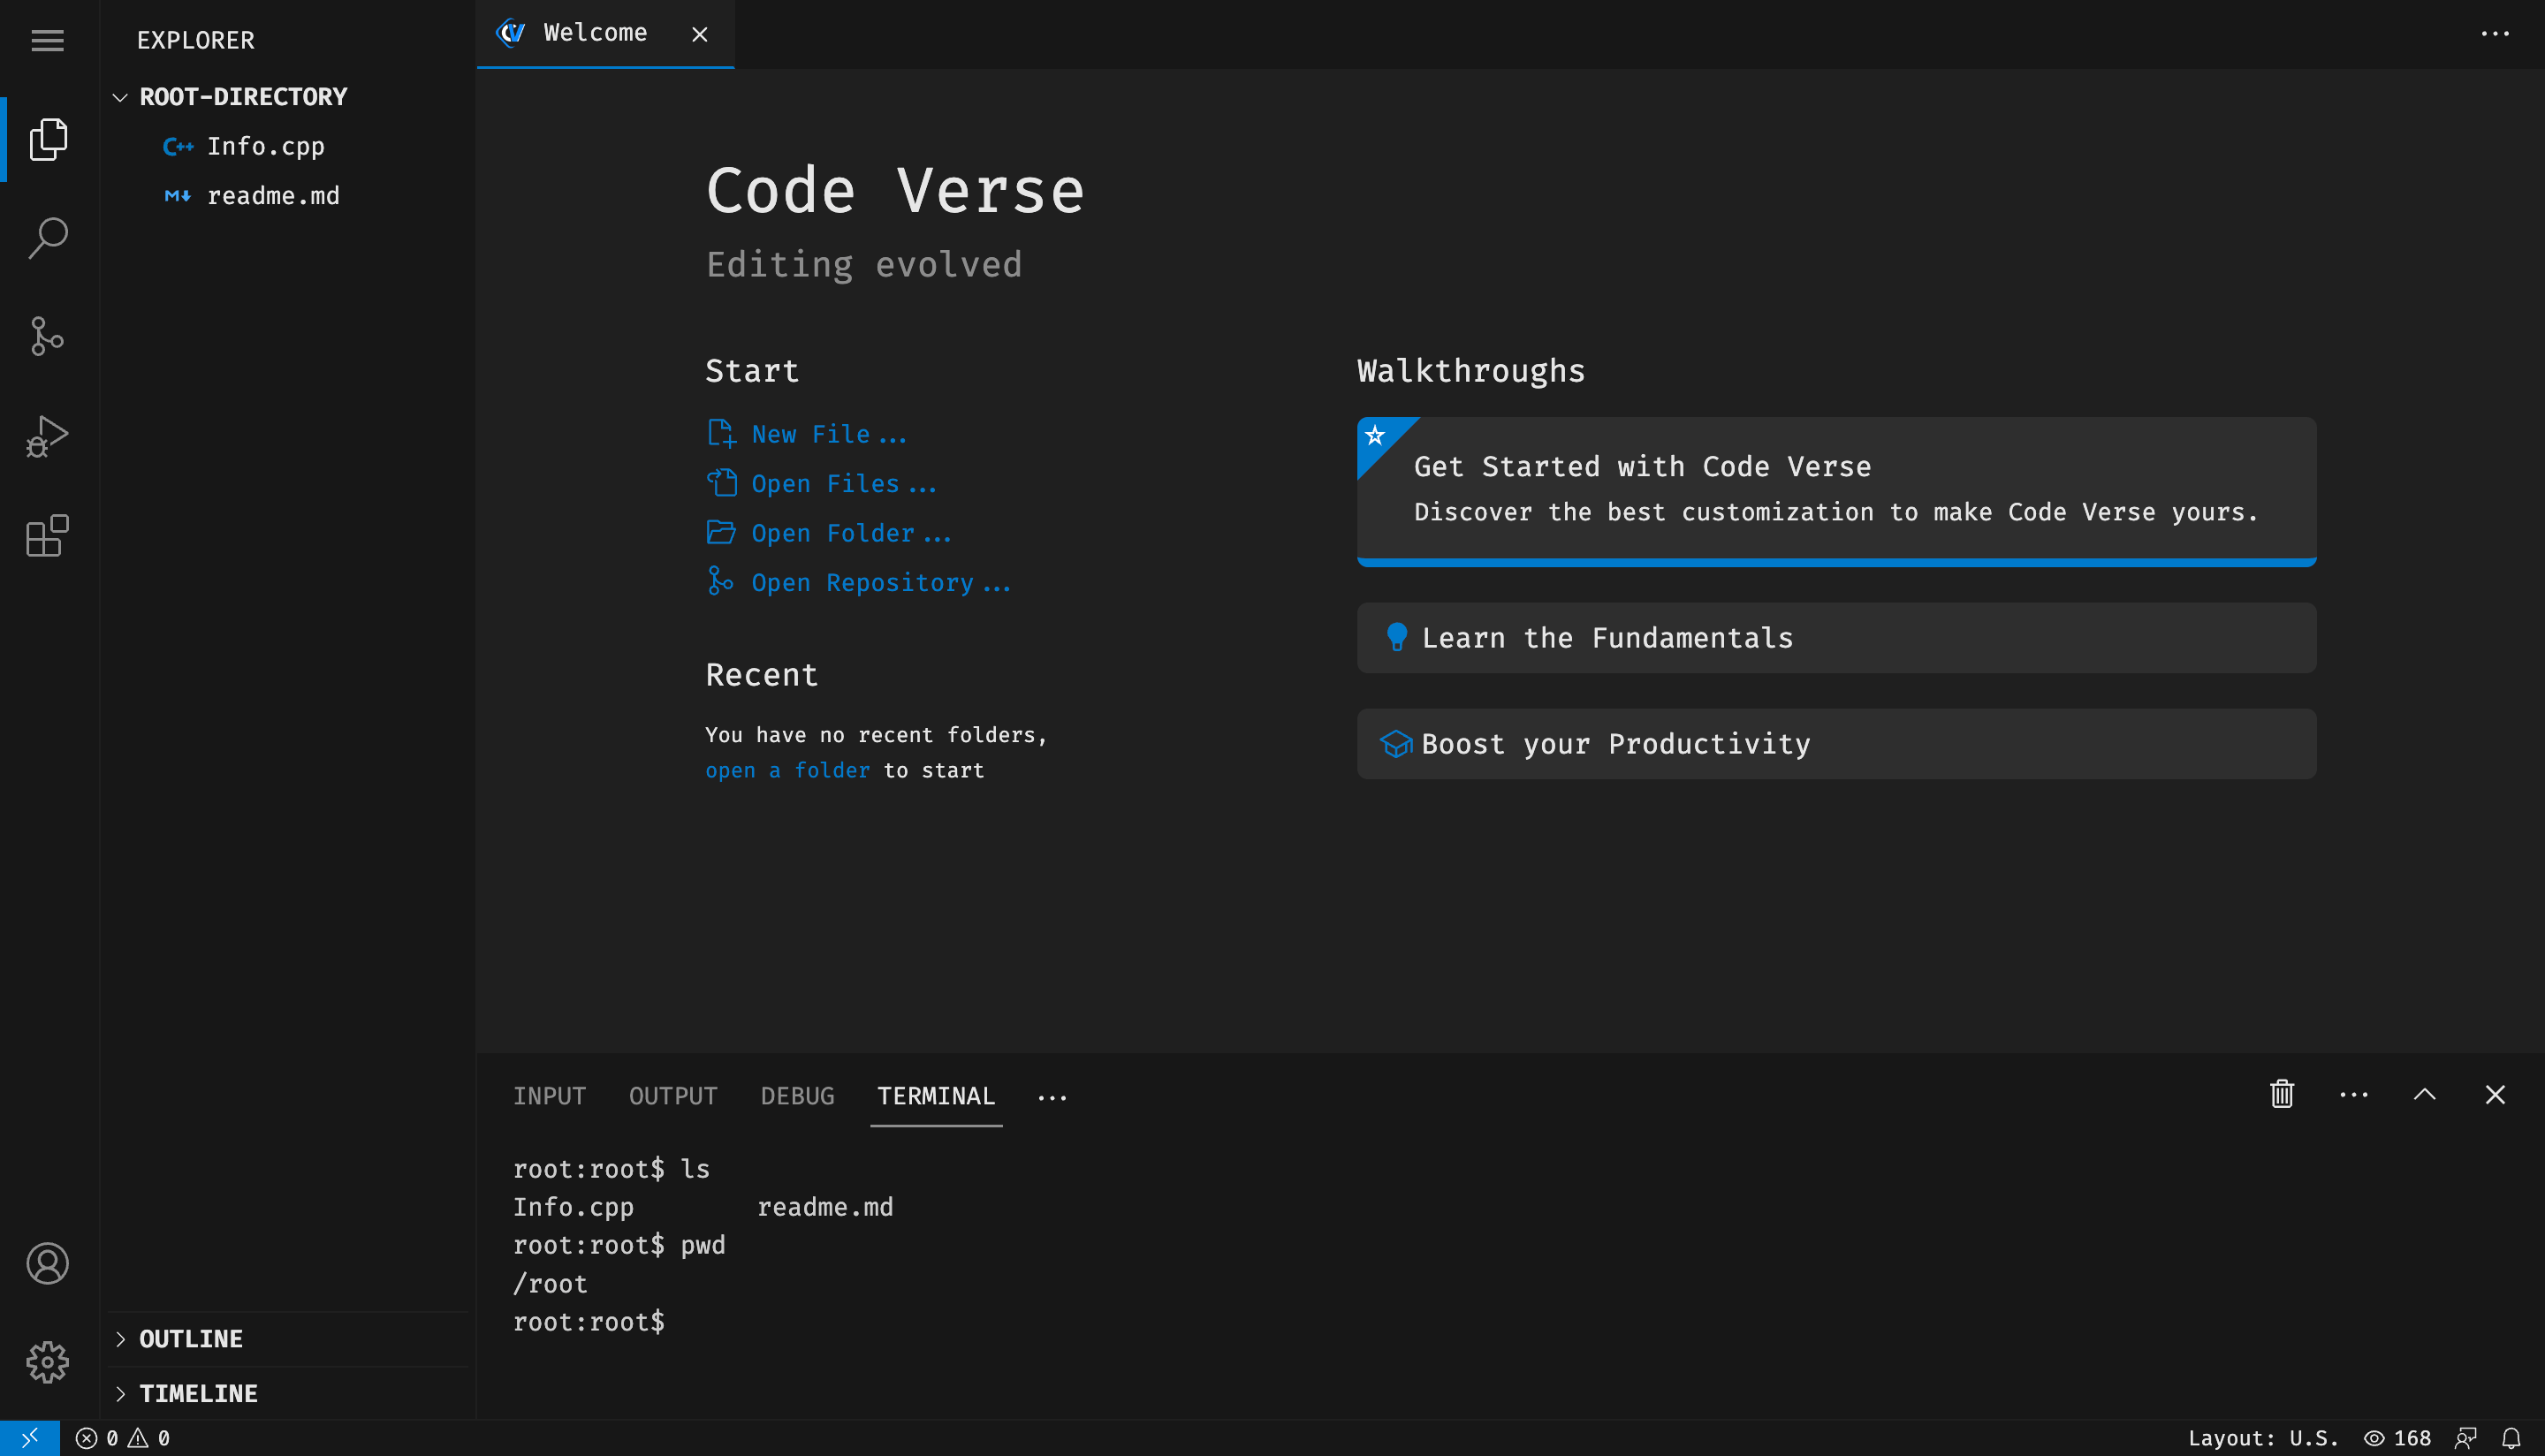 EXPLORER
ROOT-DIRECTORY
C++ Info.cpp
M readme.md
OUTLINE
TIMELINE
Welcome
Code Verse
Editing evolved
Start
New File...
Open Files...
Open Folder...
Open Repository...
Recent
You have no recent folders,
open a folder to start
Walkthroughs
Get Started with Code Verse
Discover the best customization to make Code Verse yours.
Learn the Fundamentals
Boost your Productivity
INPUT OUTPUT DEBUG TERMINAL ...
root:root$ ls
Info.cpp readme.md
root:root$ pwd
/root
root:root$
0 0
Layout: U.S. 168